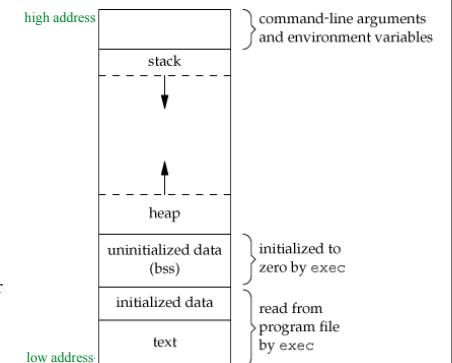 high address
command-line arguments
and environment variables
stack
heap
uninitialized data
(bss)
initialized to
zero by exec
initialized data
read from
program file
by exec
text
low address
r